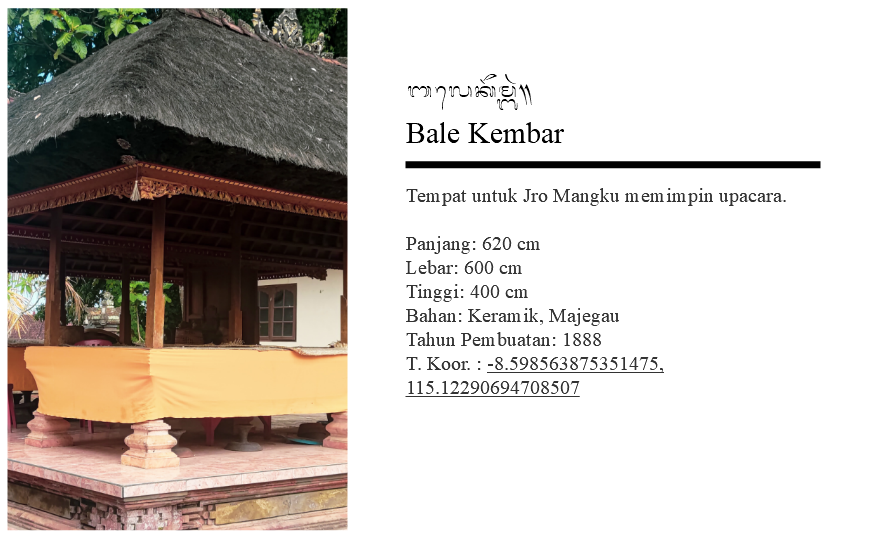 Bale Kembar
Tempat untuk Jro Mangku memimpin upacara.
Panjang: 620 cm
Lebar: 600 cm
Tinggi: 400 cm
Bahan: Keramik, Majegau
Tahun Pembuatan: 1888
T. Koor. : -8.598563875351475,
115.12290694708507